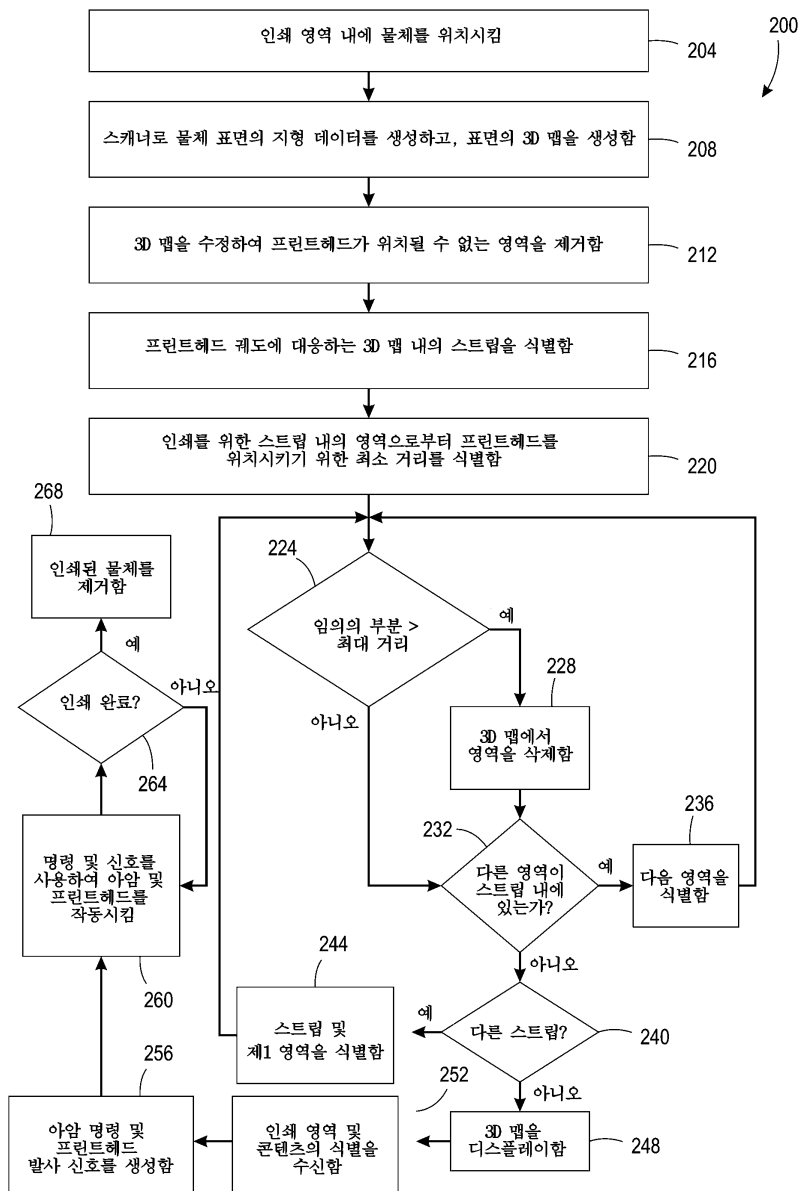 200
인쇄 영역 내에 물체를 위치시킴
204
스캐너로 물체 표면의 지형 데이터를 생성하고, 표면의 3D 맵을 생성함
208
3D 맵을 수정하여 프린트헤드가 위치될 수 없는 영역을 제거함
212
프린트헤드 궤도에 대응하는 3D 맵 내의 스트립을 식별함
216
인쇄를 위한 스트립 내의 영역으로부터 프린트헤드를
위치시키기 위한 최소 거리를 식별함
220
224
임의의 부분 >
최대 거리
예
아니오
228
3D 맵에서
영역을 삭제함
232
다른 영역이
스트립 내에
있는가?
예
아니오
236
다음 영역을
식별함
240
다른 스트립?
예
아니오
244
스트립 및
제1 영역을 식별함
248
3D 맵을
디스플레이함
252
인쇄 영역 및
콘텐츠의 식별을
수신함
256
아암 명령 및
프린트헤드
발사 신호를 생성함
260
명령 및 신호를
사용하여 아암 및
프린트헤드를
작동시킴
264
인쇄 완료?
예
아니오
268
인쇄된 물체를
제거함